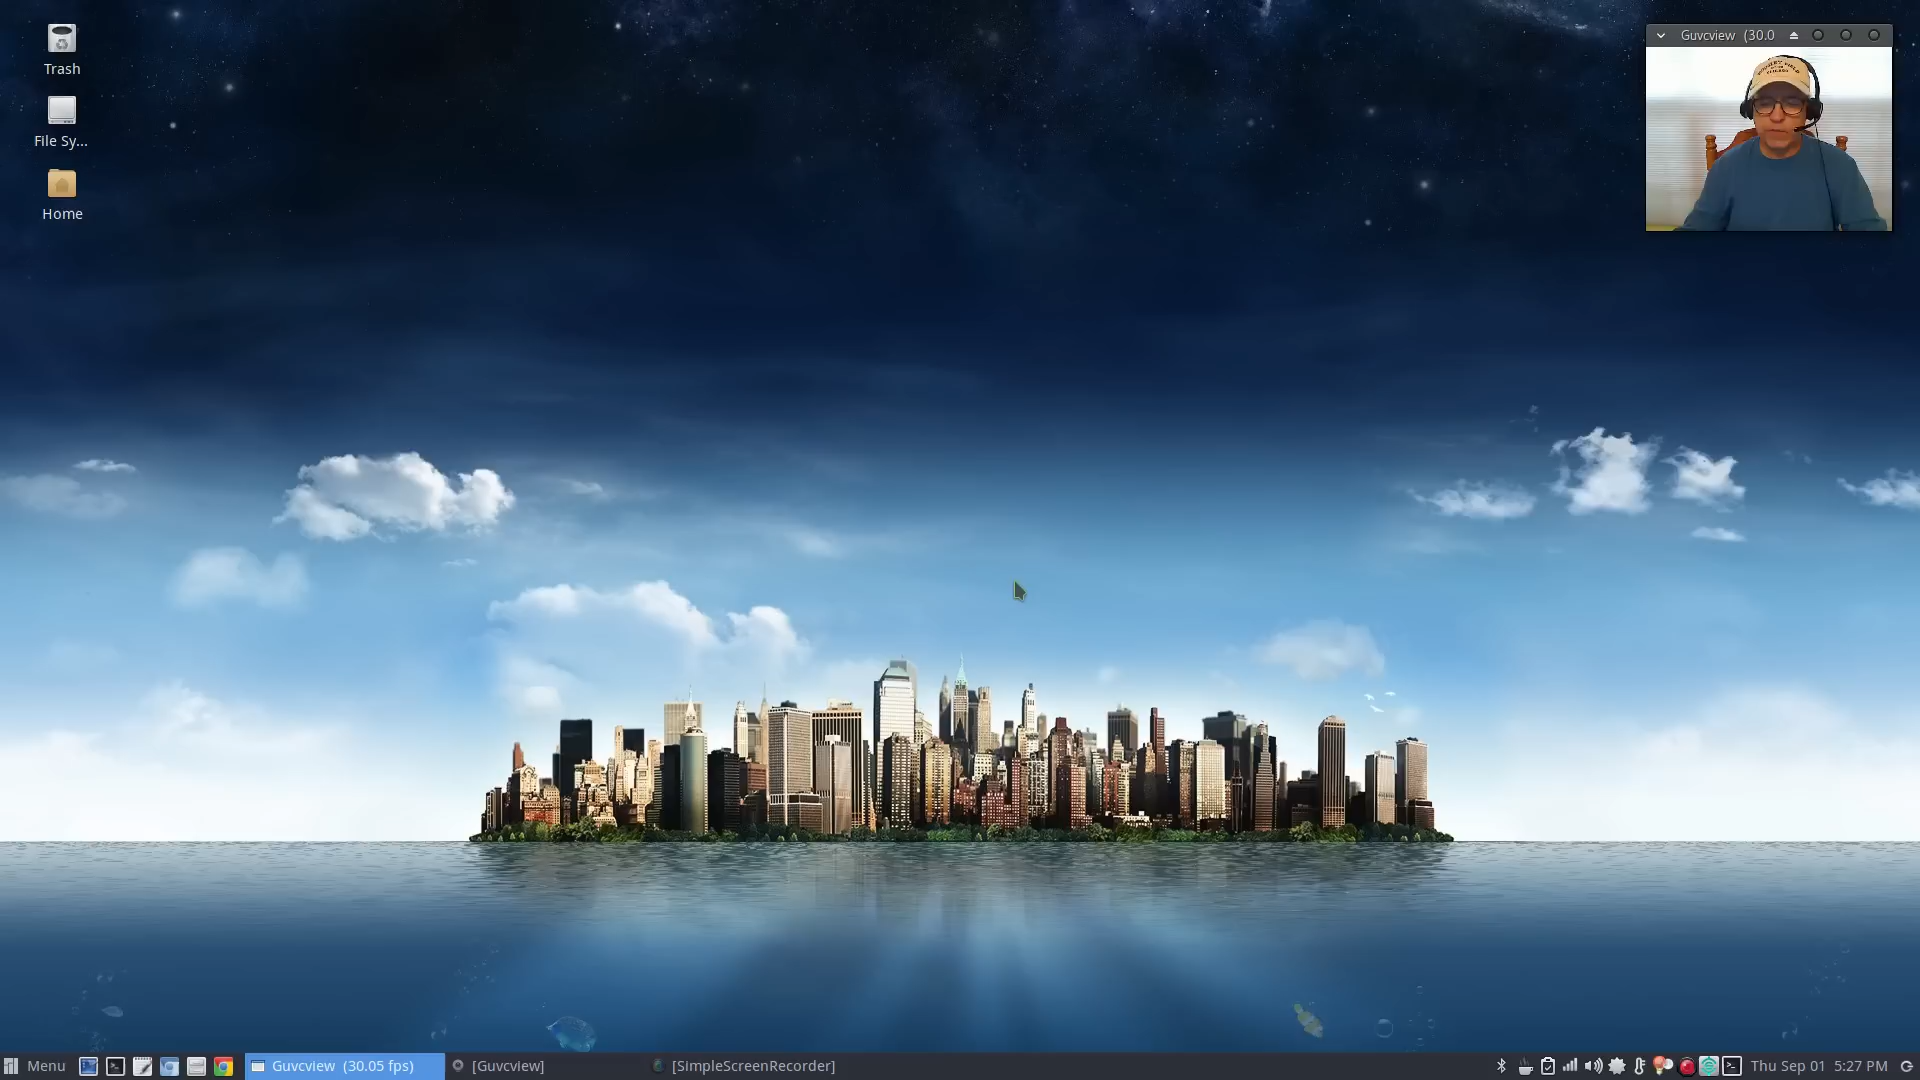 Trash
File Sy...
Home
Guvcview (30.0
Menu
Guvcview (30.05 fps)
[Guvcview]
[SimpleScreenRecorder]
Thu Sep 01 5:27 PM